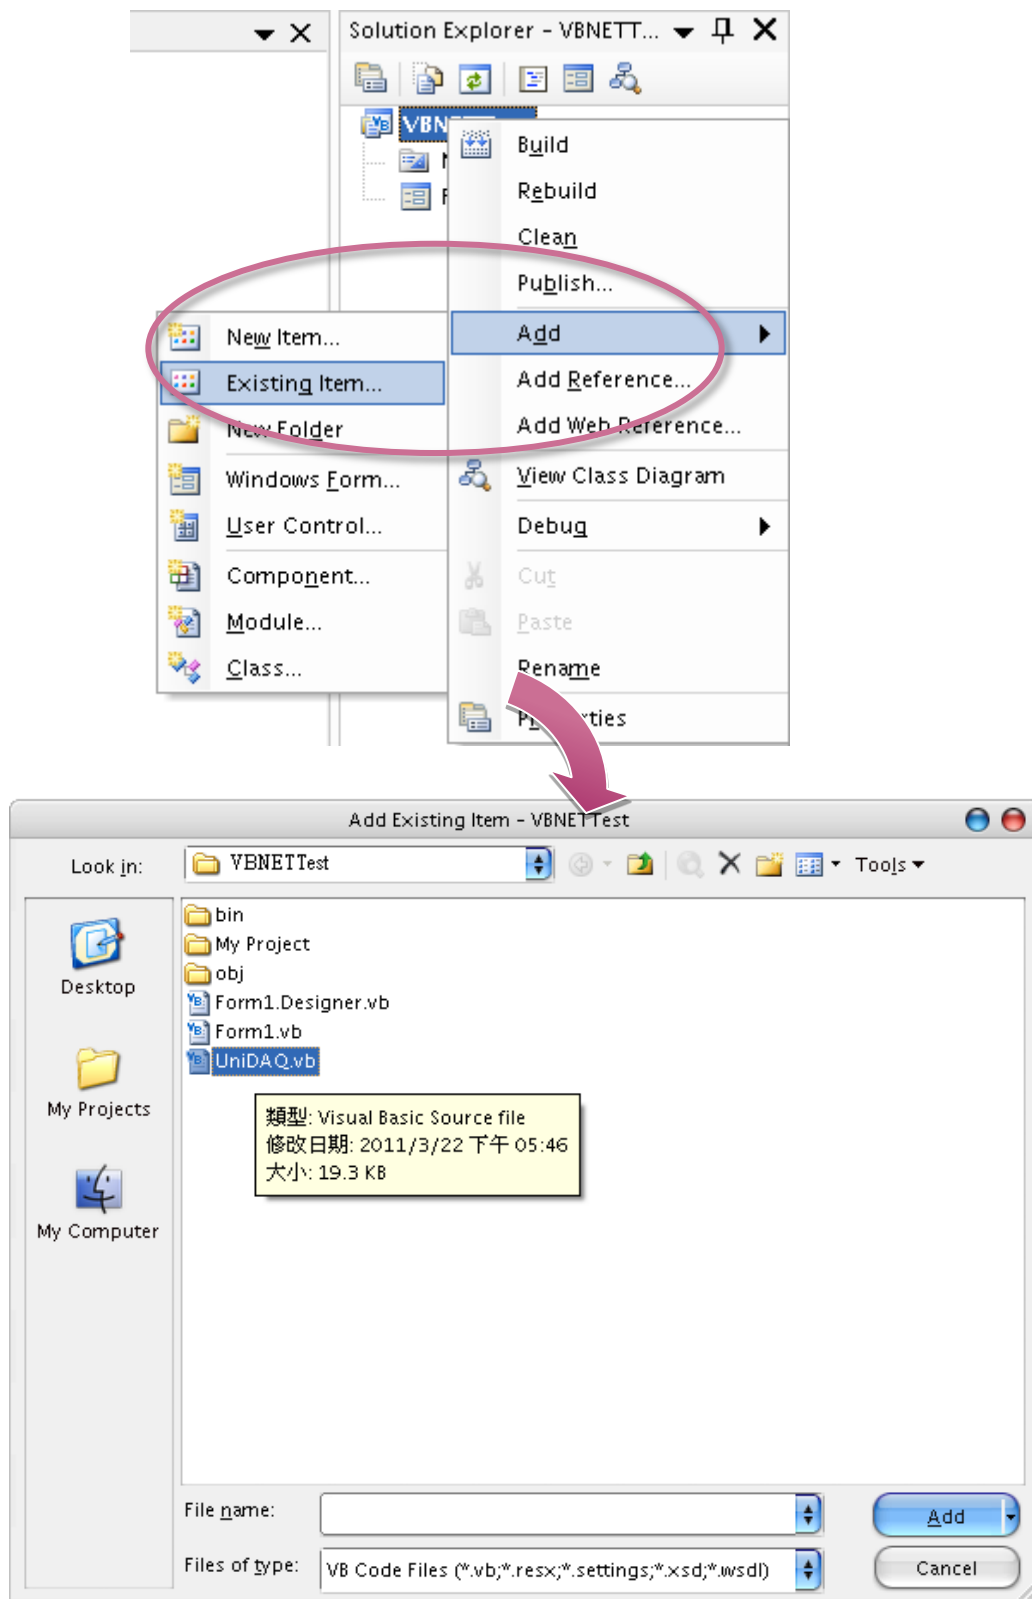 Solution Explorer - VBNETT...
VBN
Build
Rebuild
Clean
Publish...
Add
Add Reference...
Add Web Reference...
View Class Diagram
Debug
Cut
Paste
Rename
Properties
New Item...
Existing Item...
New Folder
Windows Form...
User Control...
Component...
Module...
Class...
Add Existing Item - VBNETTest
Look in:
VBNETTest
Tools
Desktop
My Projects
My Computer
bin
My Project
obj
Form1.Designer.vb
Form1.vb
UniDAQ.vb
類型: Visual Basic Source file
修改日期: 2011/3/22 下午 05:46
大小: 19.3 KB
File name:
Add
Files of type:
VB Code Files (*.vb;*.resx;*.settings;*.xsd;*.wsdl)
Cancel